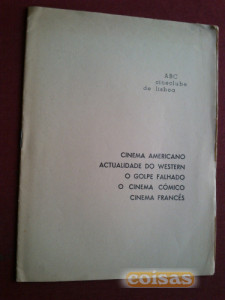 ABC
cineclube
de lisboa
CINEMA AMERICANO
ACTUALIDADE DO WESTERN
O GOLPE FALHADO
O CINEMA CÓMICO
CINEMA FRANCÊS
coisas